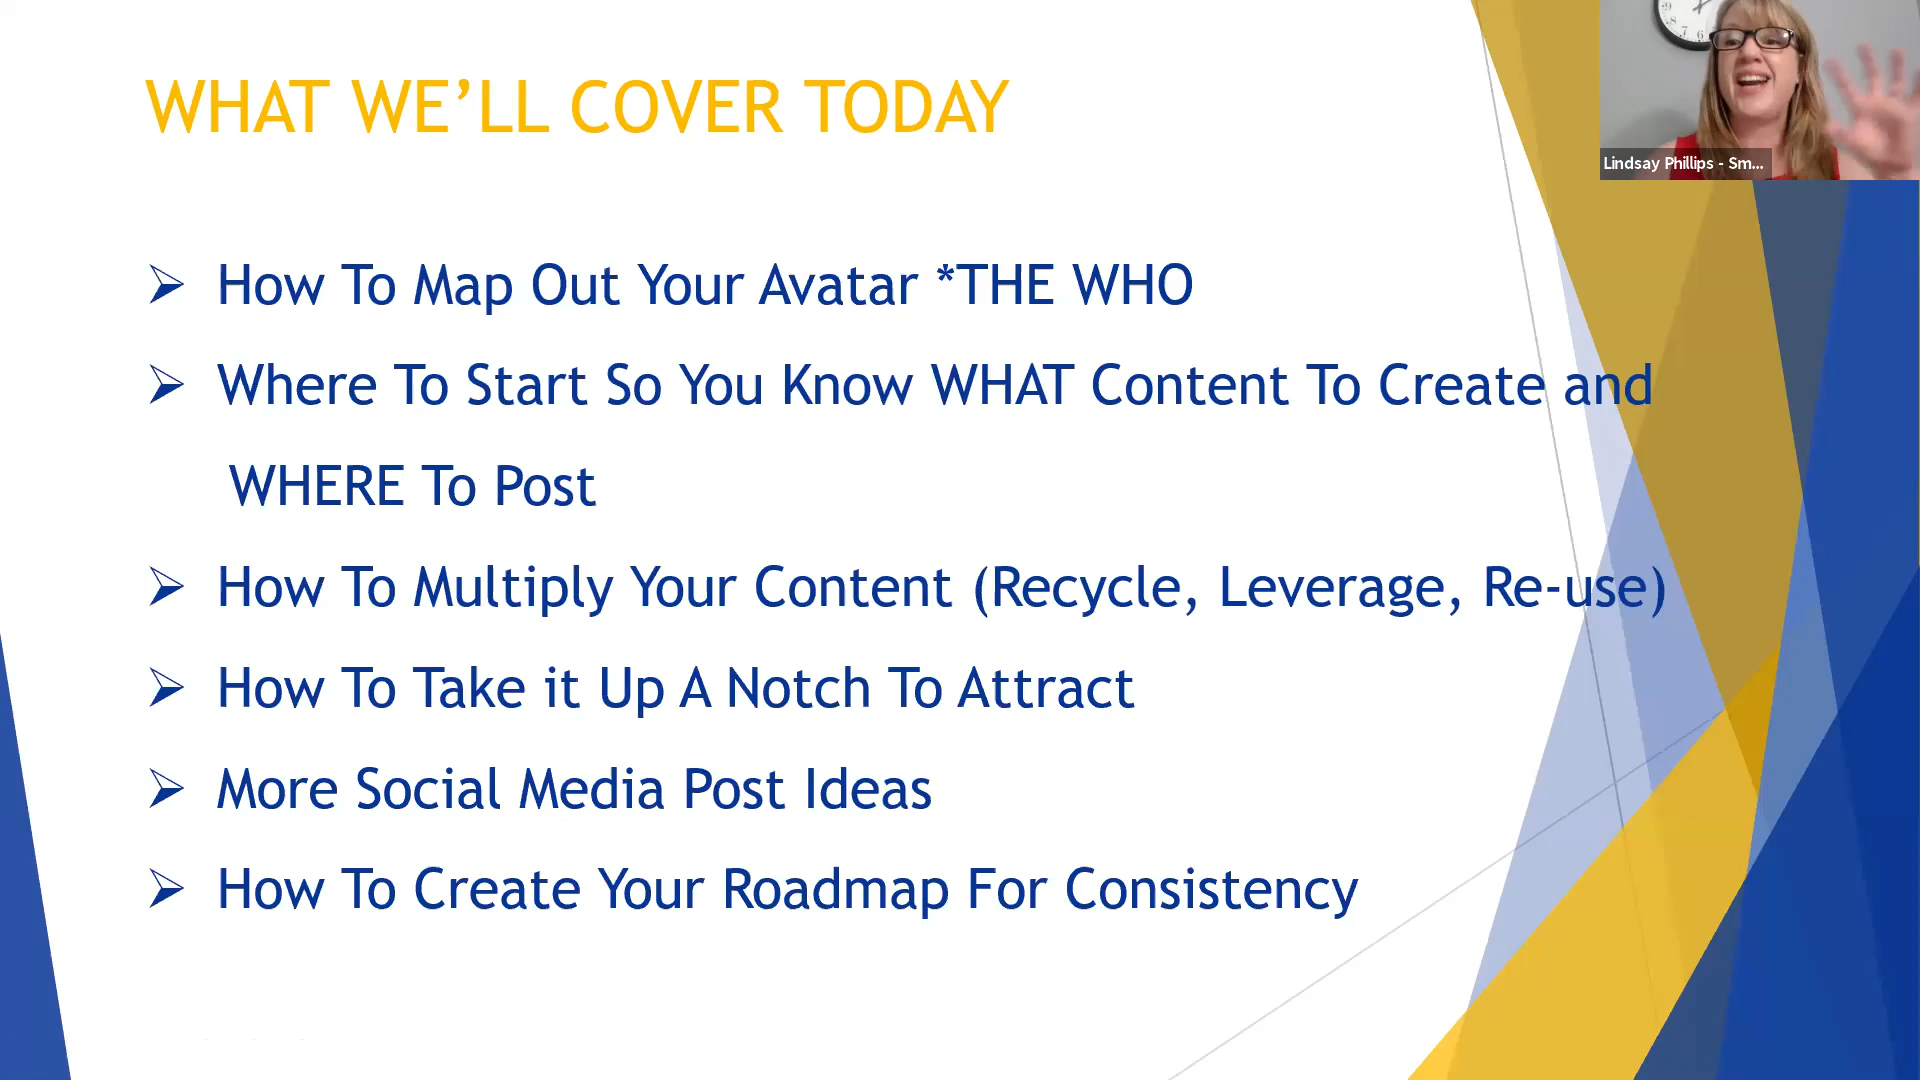 WHAT WE’LL COVER TODAY
Lindsay Phillips - Sm...
➢ How To Map Out Your Avatar *THE WHO
➢ Where To Start So You Know WHAT Content To Create and
WHERE To Post
➢ How To Multiply Your Content (Recycle, Leverage, Re-use)
➢ How To Take it Up A Notch To Attract
➢ More Social Media Post Ideas
➢ How To Create Your Roadmap For Consistency